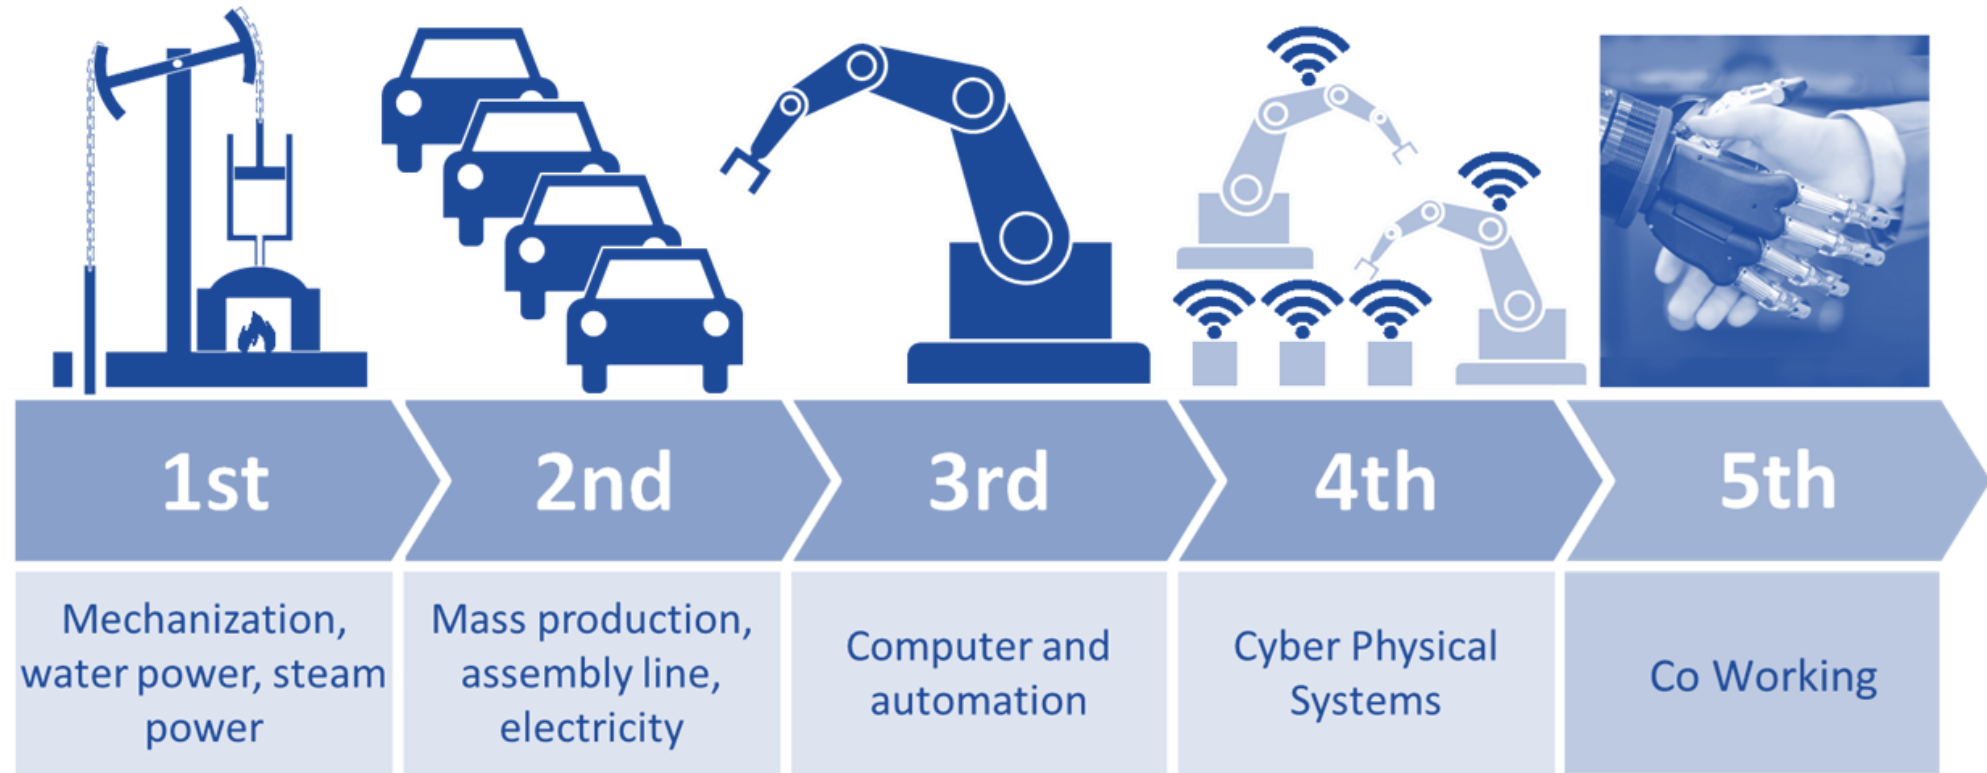 1st
2nd
3rd
4th
5th
Mechanization,
water power, steam
power
Mass production,
assembly line,
electricity
Computer and
automation
Cyber Physical
Systems
Co Working